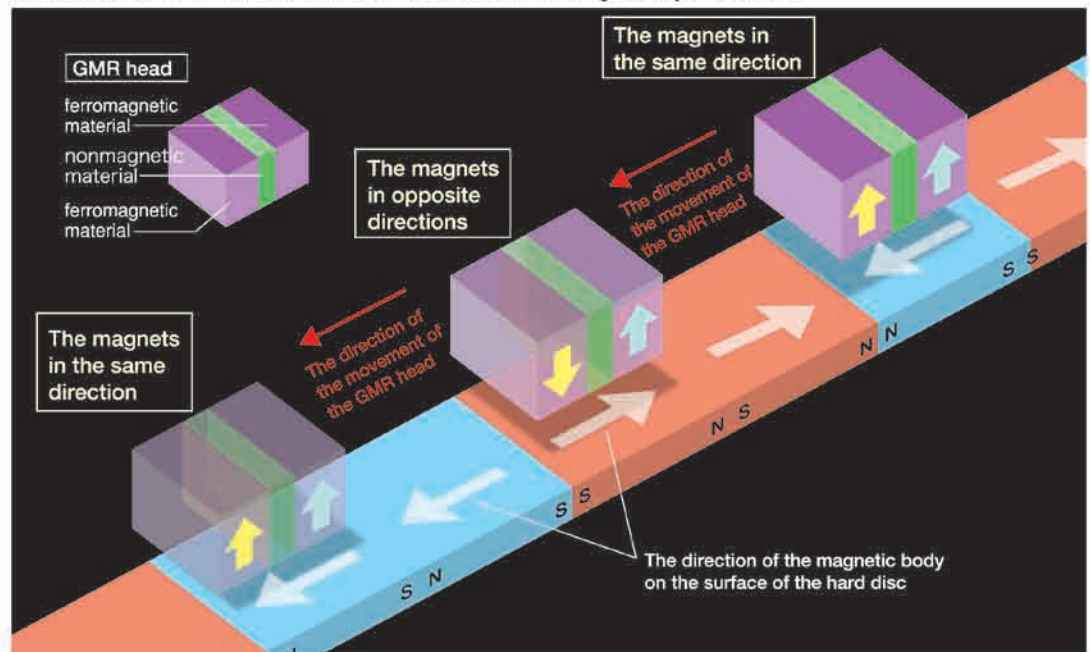 GMR head
ferromagnetic
material
nonmagnetic
material
ferromagnetic
material
The magnets in
the same direction
The magnets
in opposite
directions
The direction of
the movement of
the GMR head
The magnets
in the same
direction
The direction of
the movement of
the GMR head
S S
N N
N S
S S
S N
The direction of the magnetic body
on the surface of the hard disc